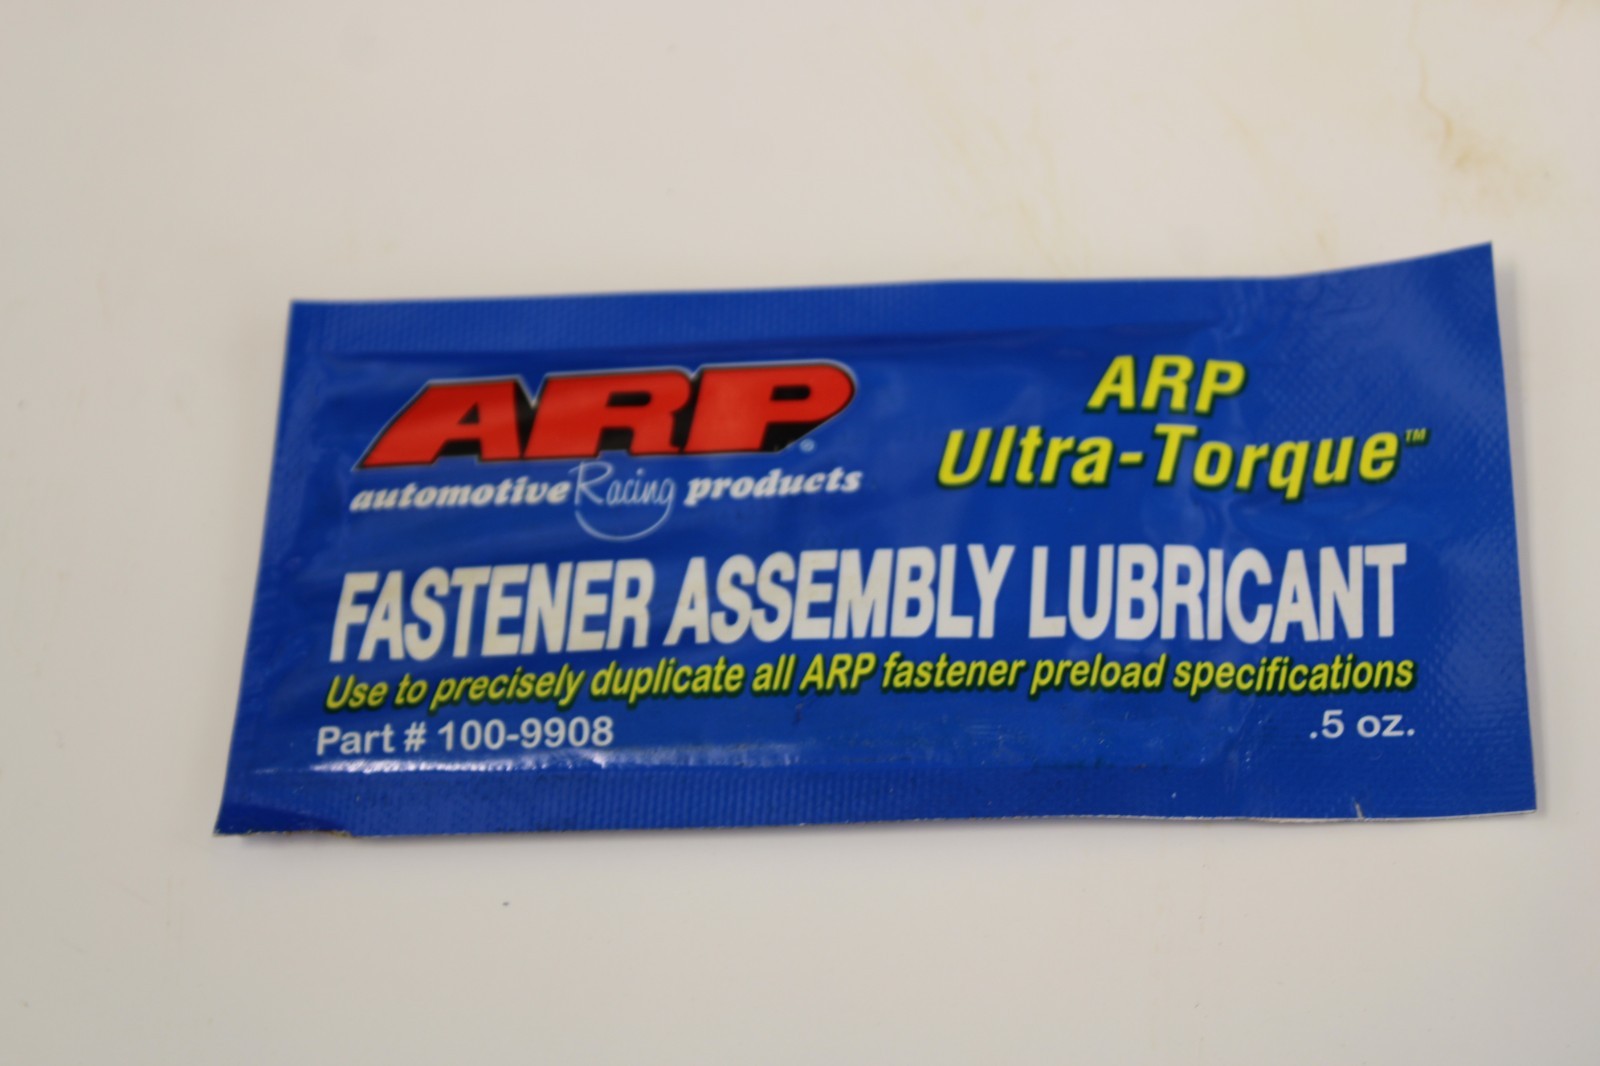 ARP®
automotive Racing products
ARP
Ultra-Torque™
FASTENER ASSEMBLY LUBRICANT
Use to precisely duplicate all ARP fastener preload specifications
Part # 100-9908
.5 oz.